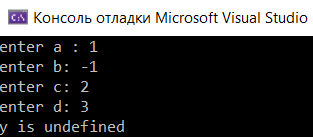 C:\ Консоль отладки Microsoft Visual Studio
enter a : 1
enter b: -1
enter c: 2
enter d: 3
y is undefined